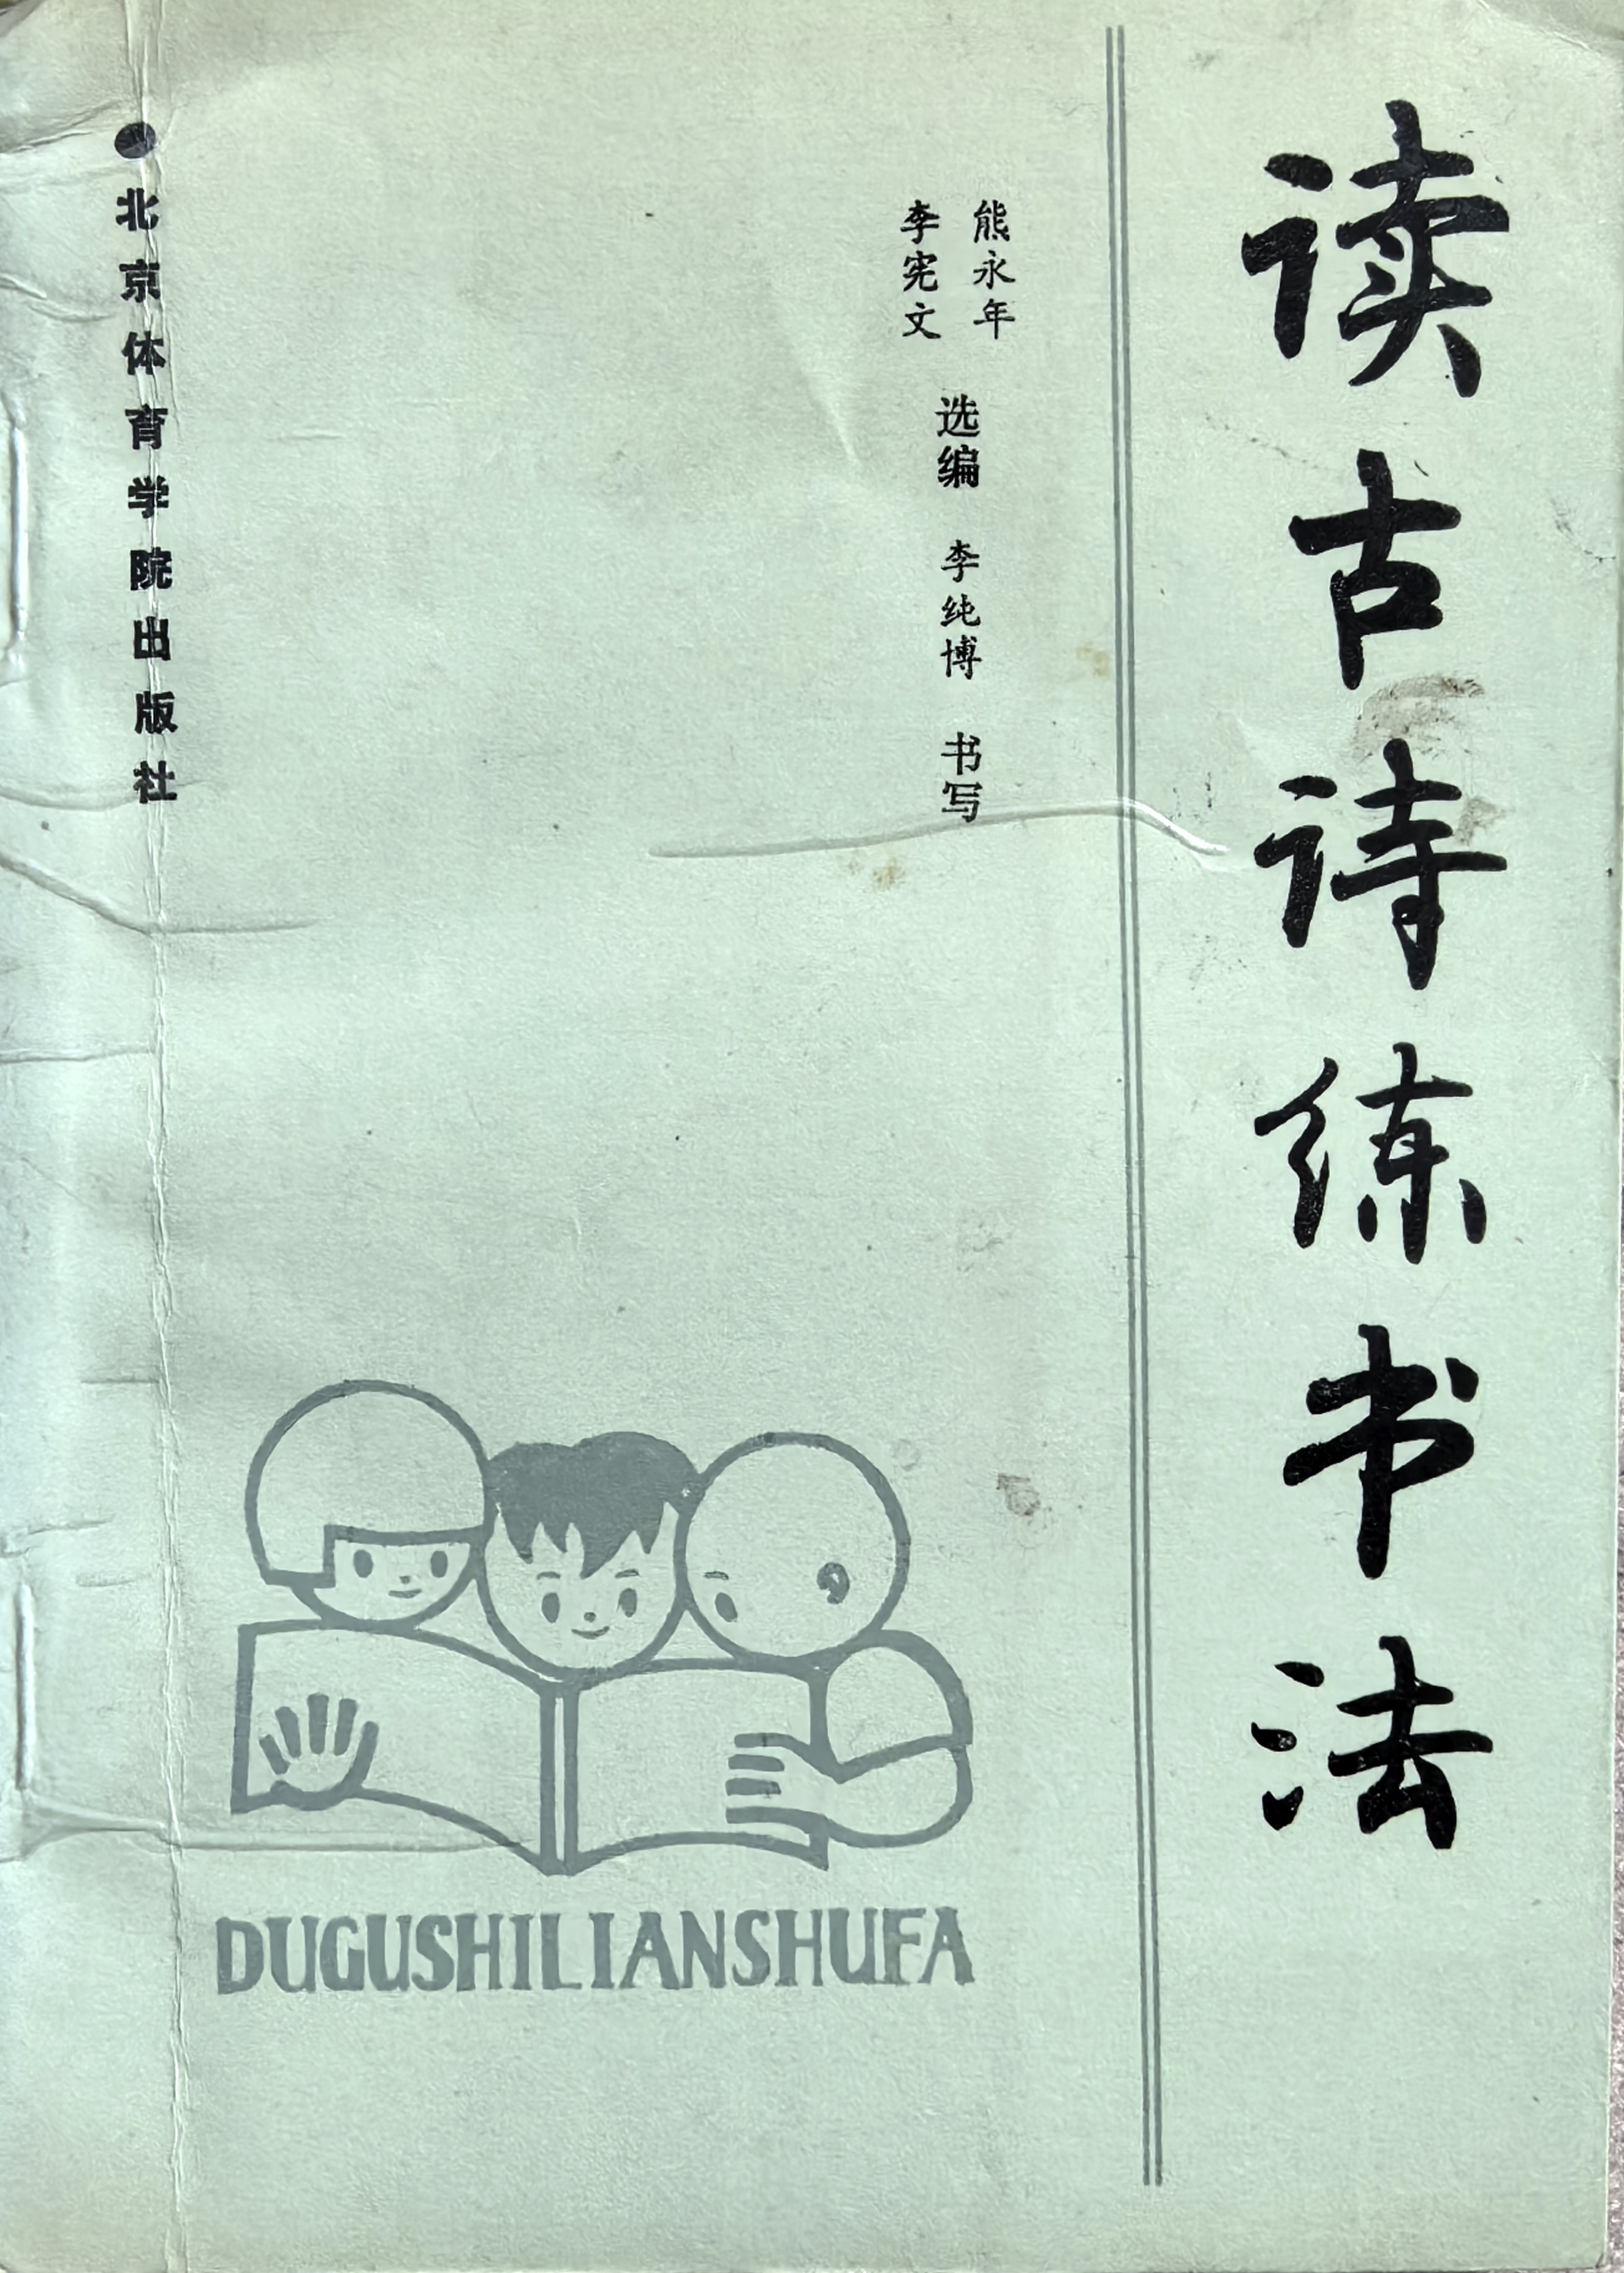 读古诗练书法
熊永年
李宪文
选编
李纯博
书写
●北京体育学院出版社
DUGUSHILIANSHUFA